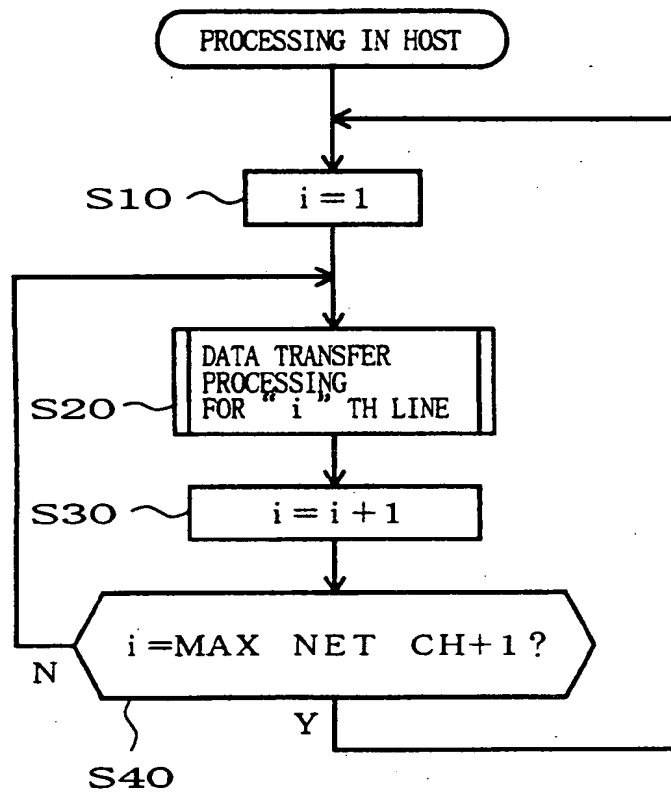 PROCESSING IN HOST
S10
i=1
DATA TRANSFER
PROCESSING
FOR “ i ” TH LINE
S20
S30
i=i+1
i=MAX NET CH+1?
N
Y
S40